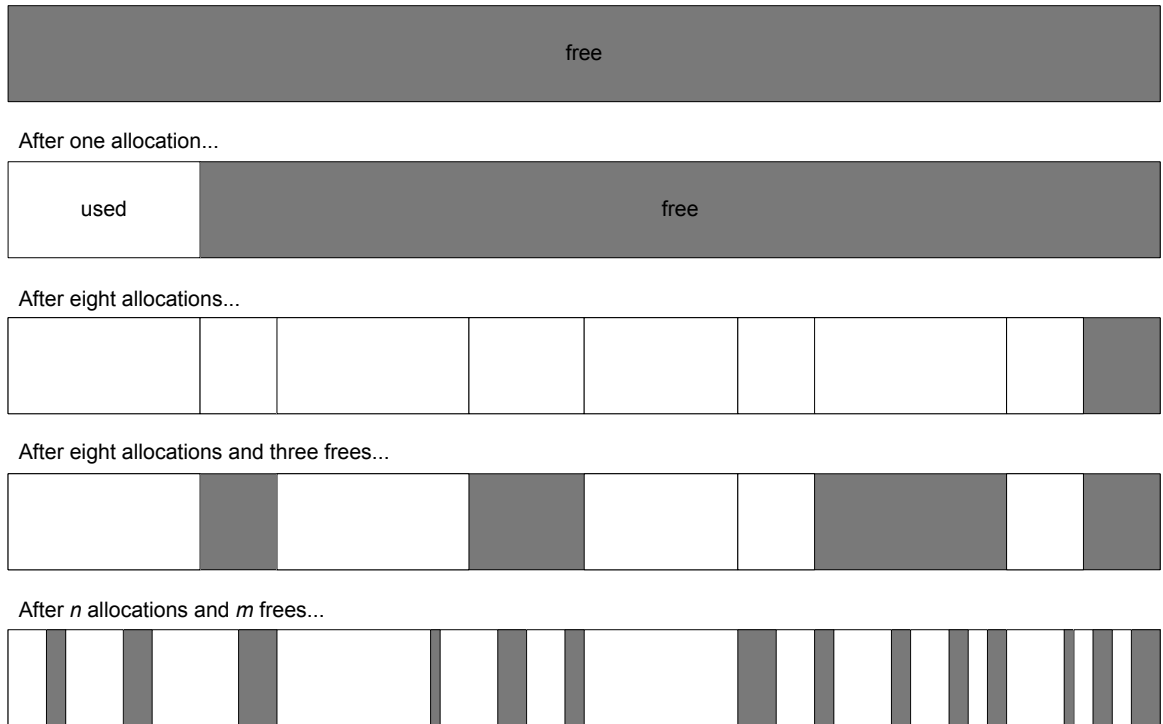 free
After one allocation...
used free
After eight allocations...
After eight allocations and three frees...
After n allocations and m frees...